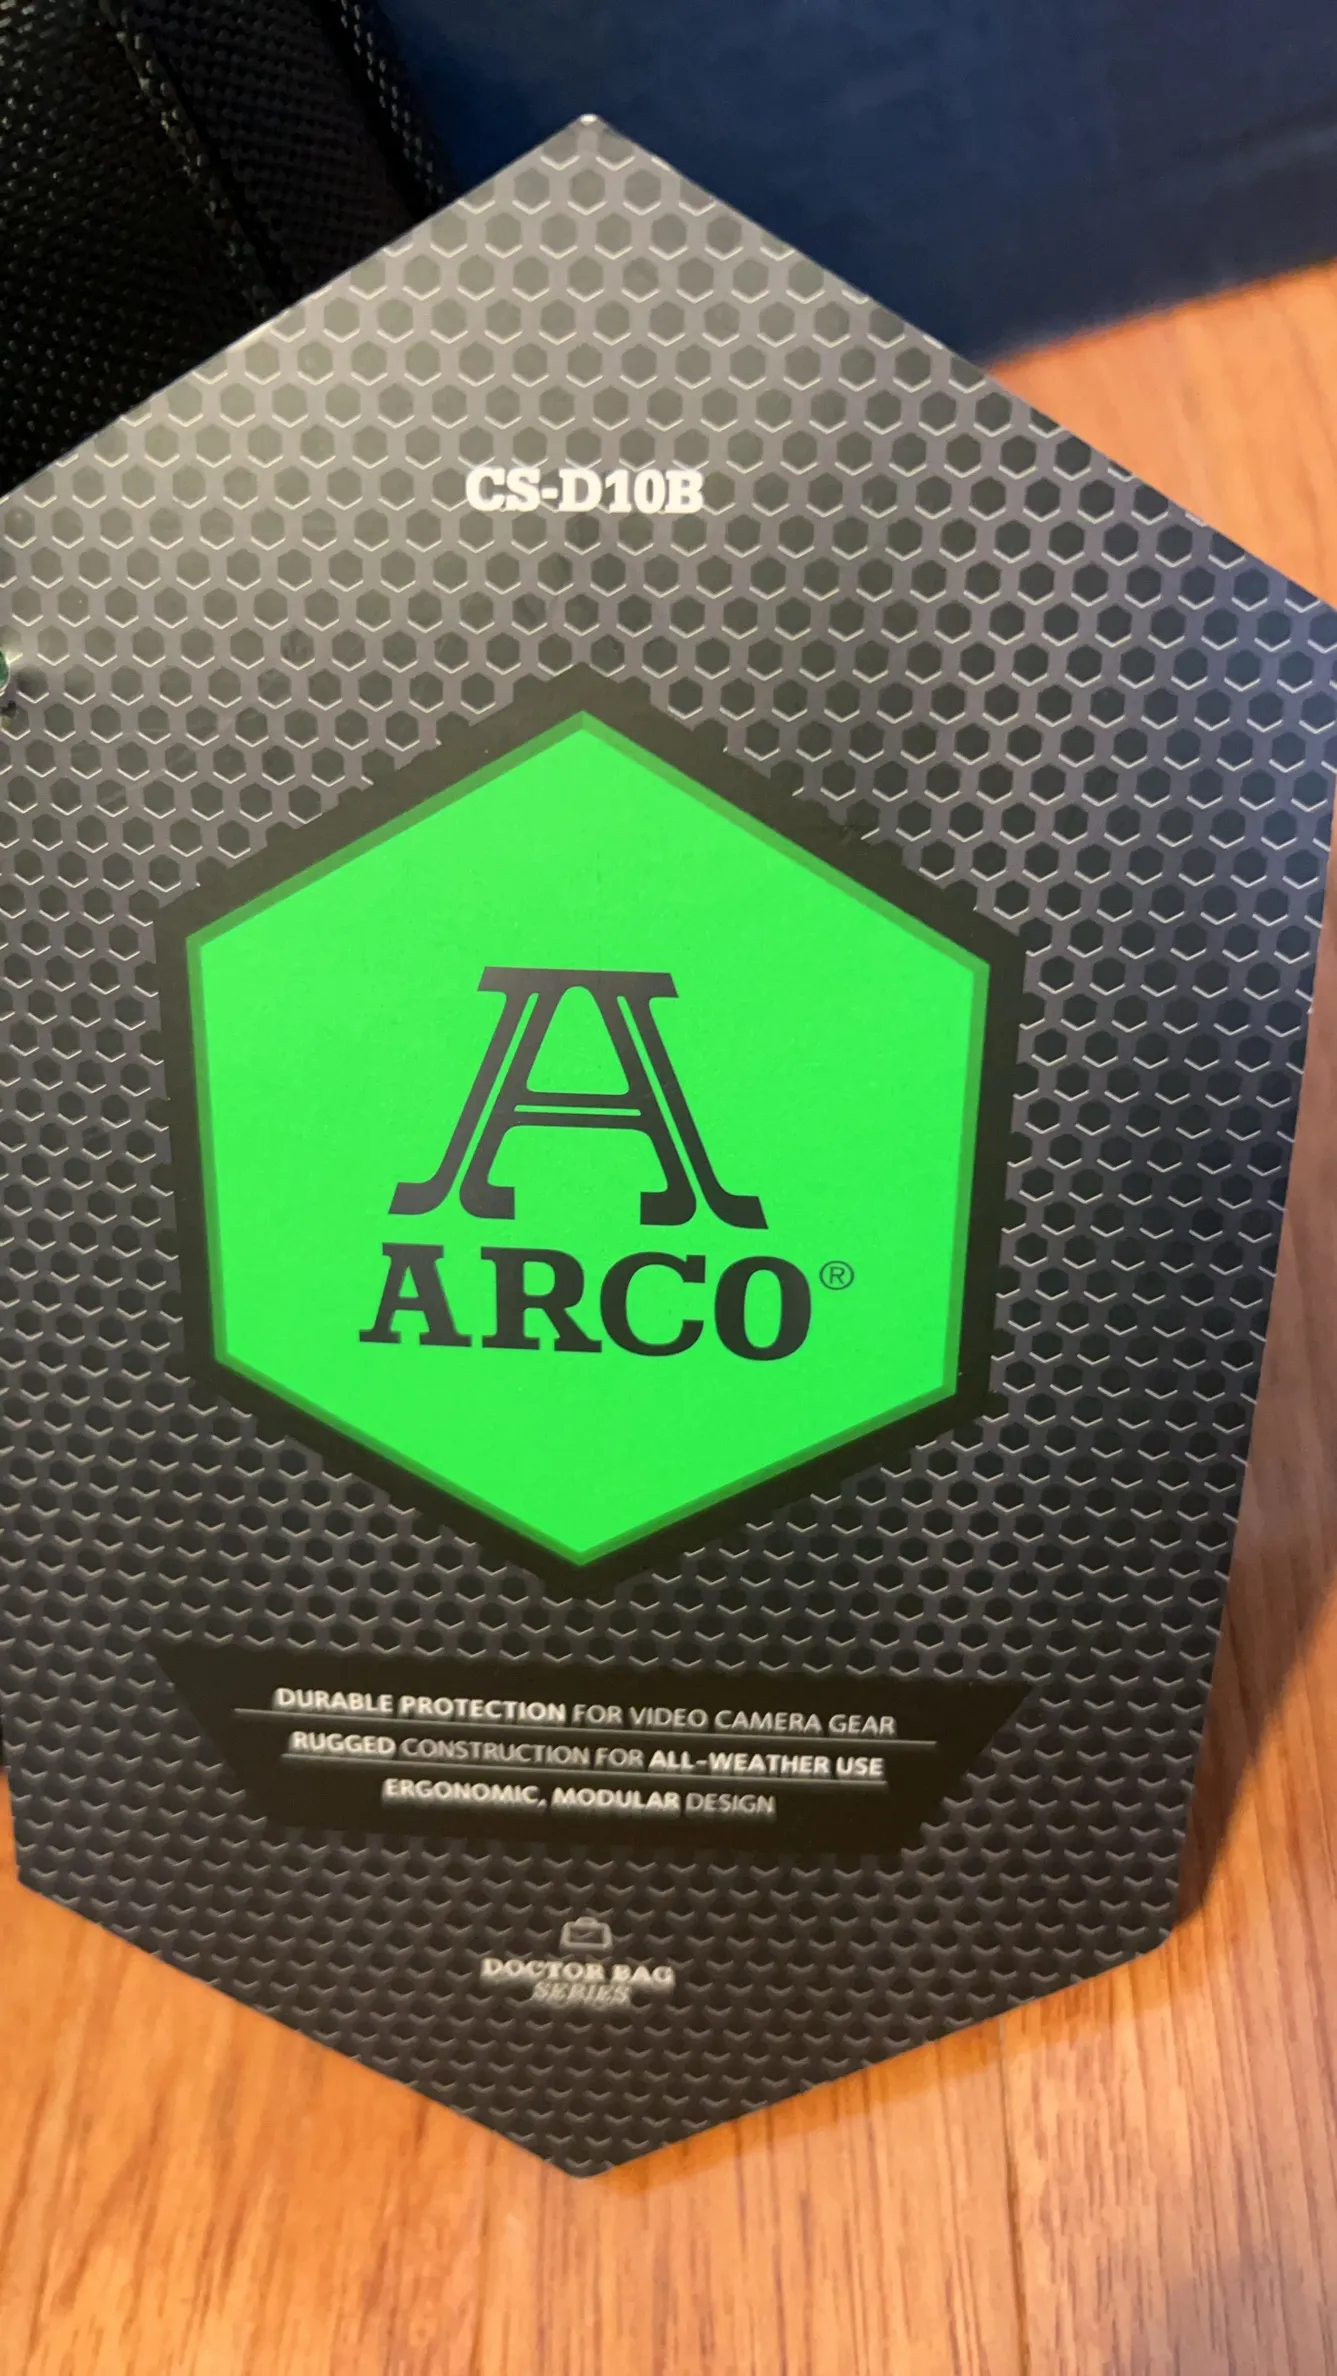 CS-D10B
A
ARCO®
DURABLE PROTECTION FOR VIDEO CAMERA GEAR
RUGGED CONSTRUCTION FOR ALL-WEATHER USE
ERGONOMIC, MODULAR DESIGN
DOCTOR BAG
SERIES